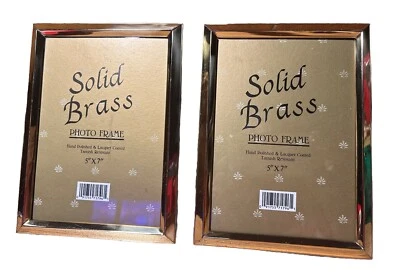 Solid
Brass
PHOTO FRAME
Hand Polished & Lacquer Coated
Tarnish Resistant
5"X7"
Solid
Brass
PHOTO FRAME
Hand Polished & Lacquer Coated
Tarnish Resistant
5"X7"